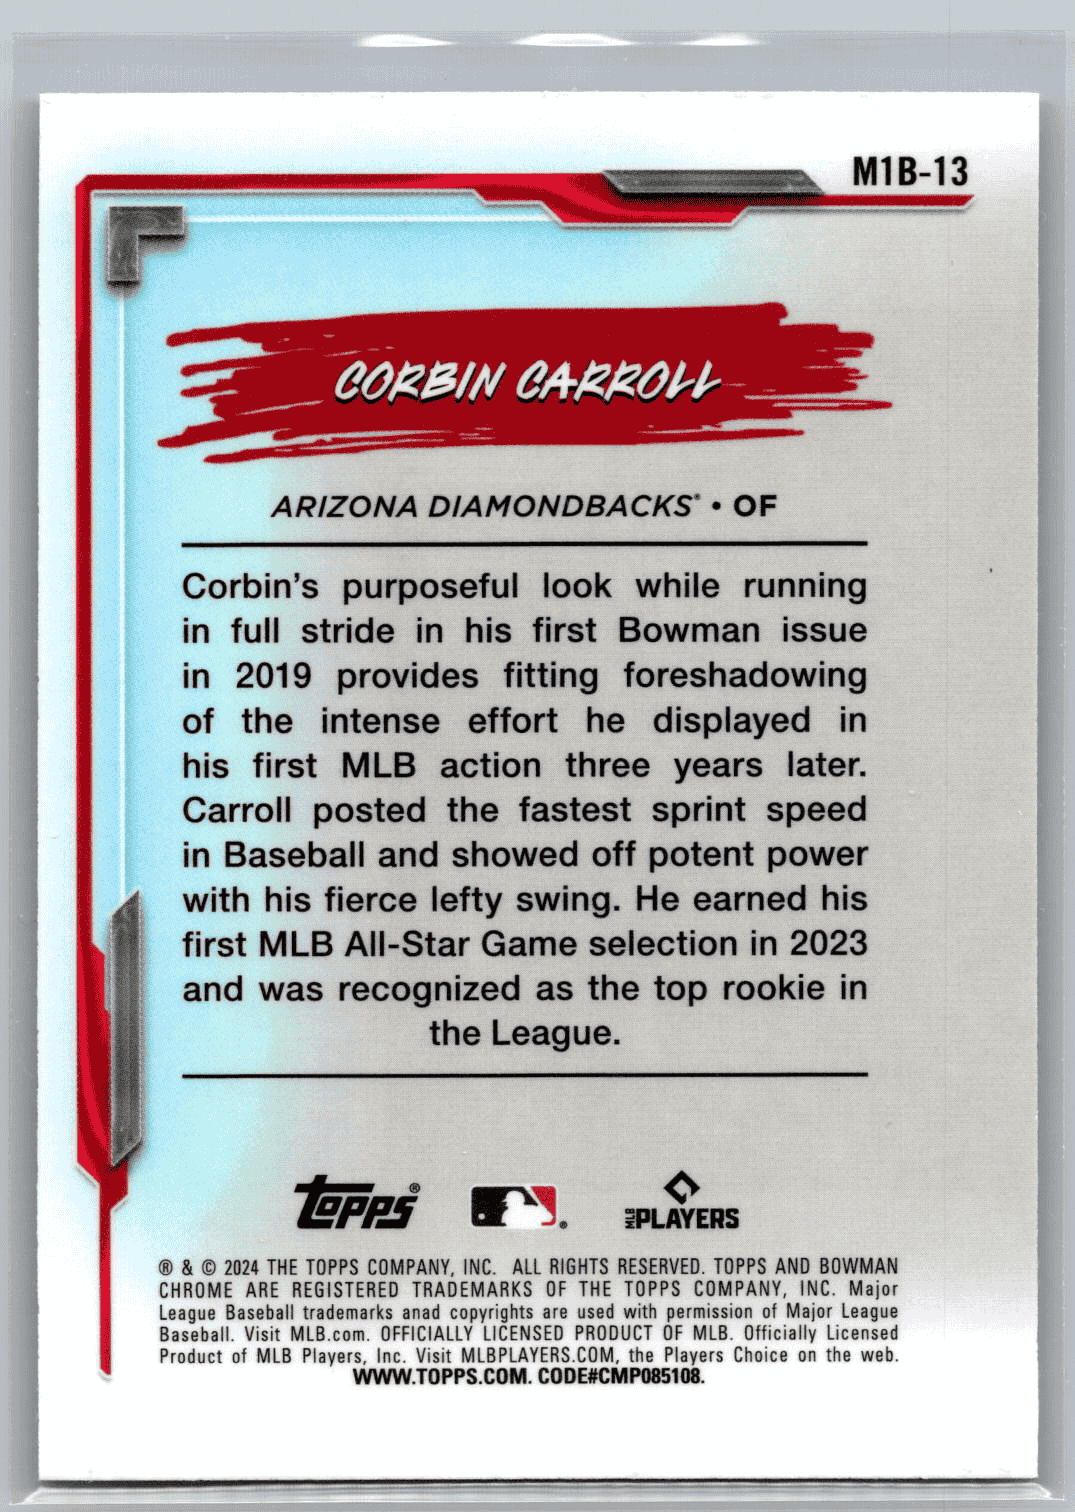 M1B-13
CORBIN CARROLL
ARIZONA DIAMONDBACKS® • OF
Corbin's purposeful look while running
in full stride in his first Bowman issue
in 2019 provides fitting foreshadowing
of the intense effort he displayed in
his first MLB action three years later.
Carroll posted the fastest sprint speed
in Baseball and showed off potent power
with his fierce lefty swing. He earned his
first MLB All-Star Game selection in 2023
and was recognized as the top rookie in
the League.
Topps® ® MLB PLAYERS
® & © 2024 THE TOPPS COMPANY, INC. ALL RIGHTS RESERVED. TOPPS AND BOWMAN
CHROME ARE REGISTERED TRADEMARKS OF THE TOPPS COMPANY, INC. Major
League Baseball trademarks anad copyrights are used with permission of Major League
Baseball. Visit MLB.com. OFFICIALLY LICENSED PRODUCT OF MLB. Officially Licensed
Product of MLB Players, Inc. Visit MLBPLAYERS.COM, the Players Choice on the web.
WWW.TOPPS.COM. CODE#CMP085108.